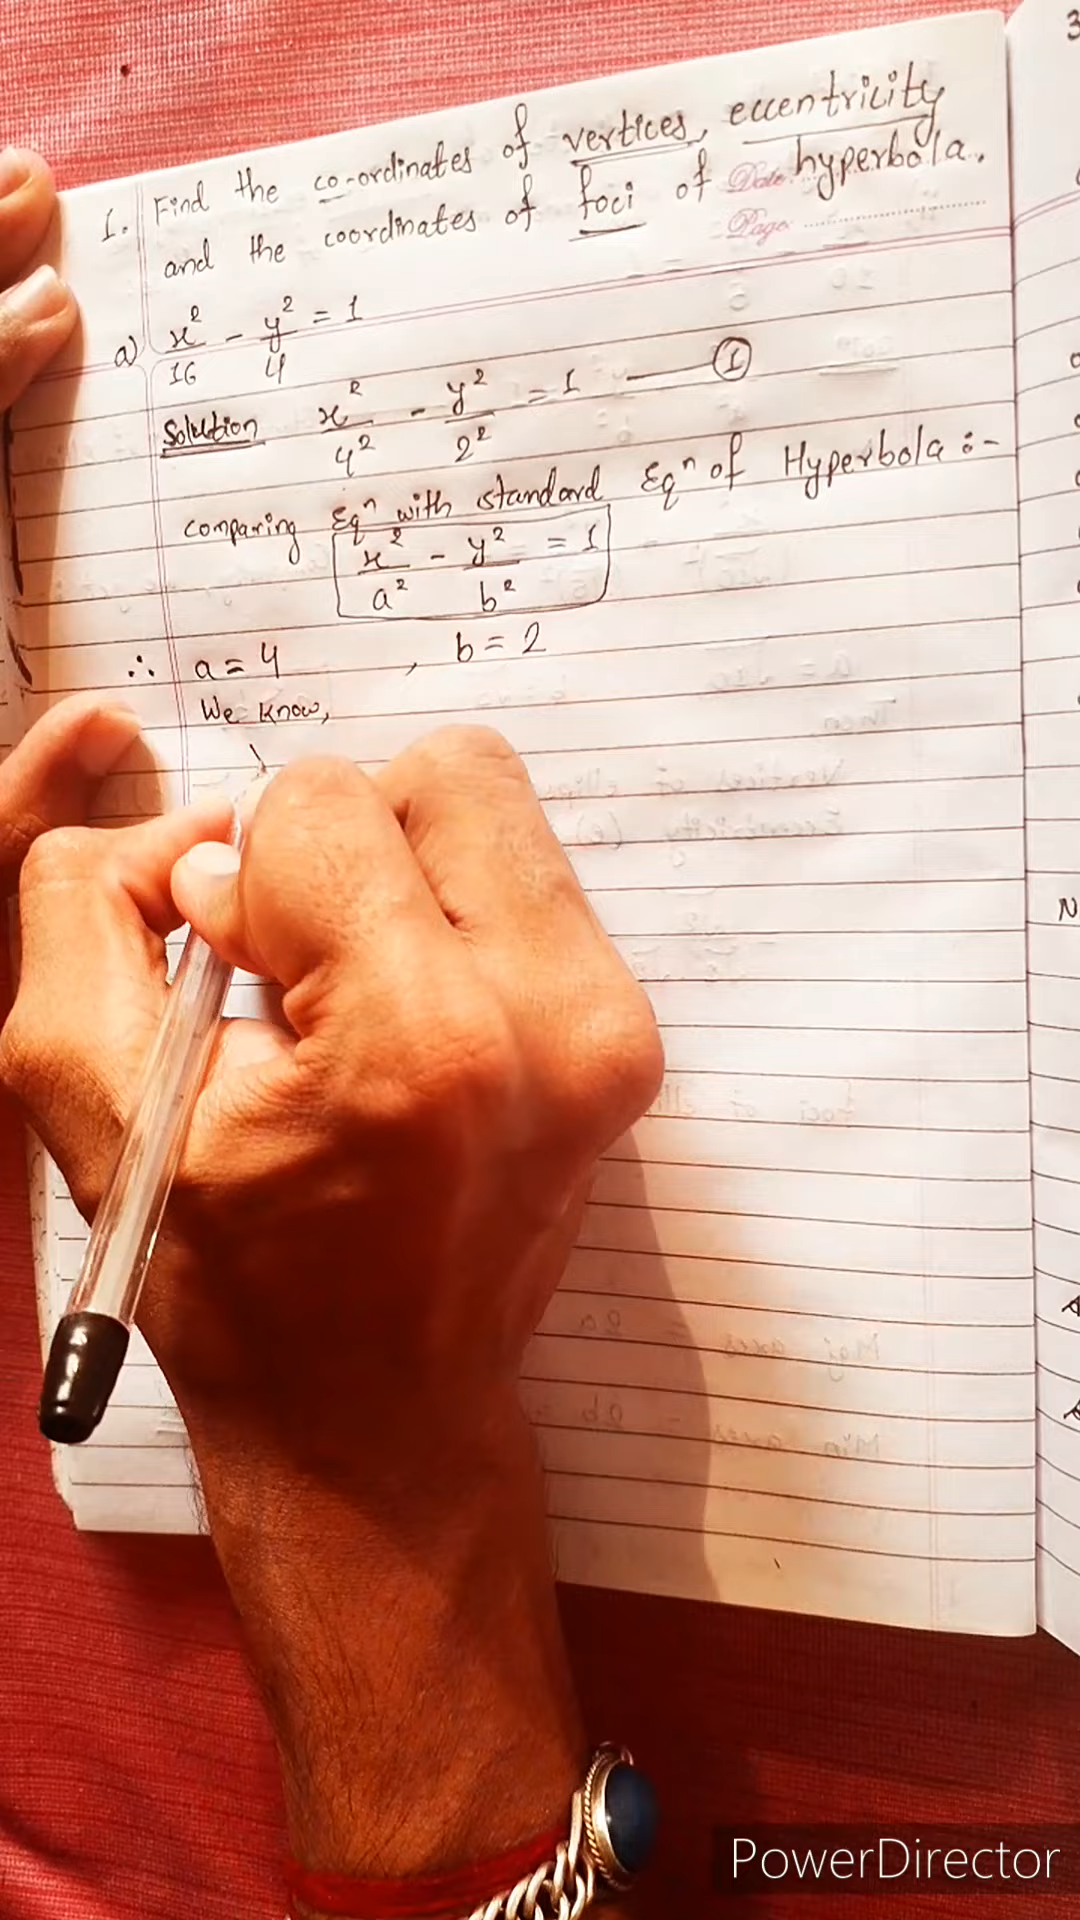 1. Find the co-ordinates of vertices, eccentricity
and the coordinates of foci of hyperbola.
Date
Page
a) x²/16 - y²/4 = 1
Solution x²/4² - y²/2² = 1 —— (1)
comparing Eqⁿ with standard Eqⁿ of Hyperbola :-
x²/a² - y²/b² = 1
∴ a = 4 , b = 2
We know,
3
N
PowerDirector